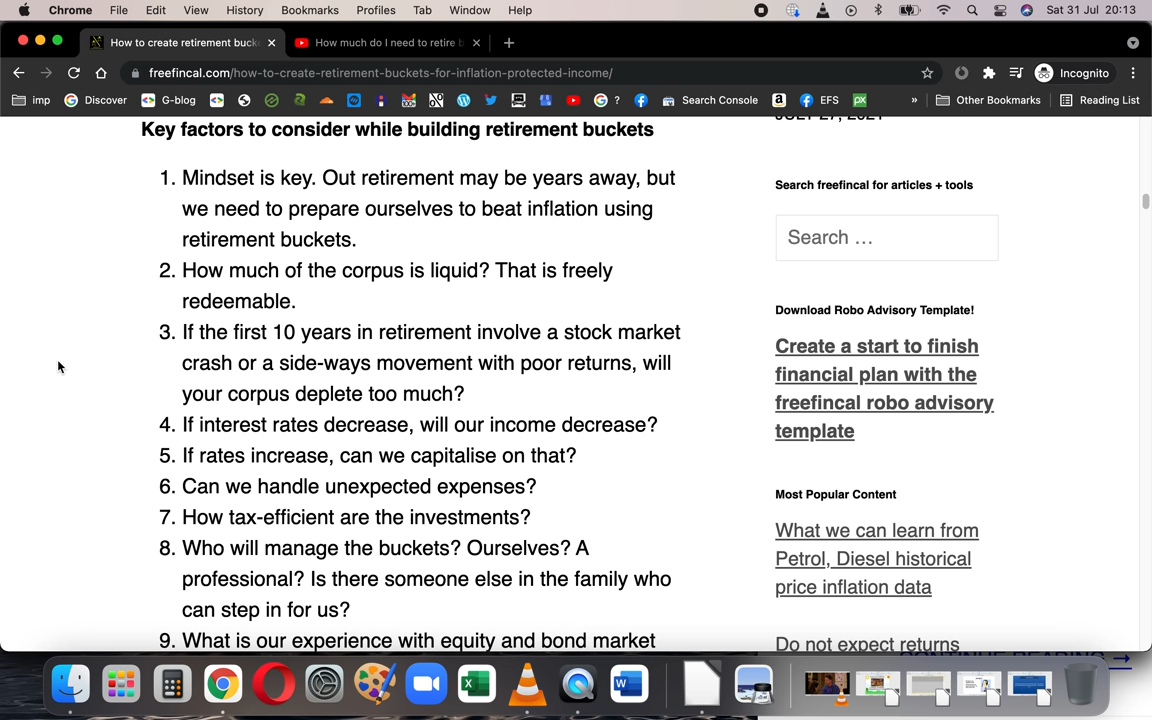 Chrome File Edit View History Bookmarks Profiles Tab Window Help Sat 31 Jul 20:13
How to create retirement buck
How much do I need to retire b
freefincal.com/how-to-create-retirement-buckets-for-inflation-protected-income/
Incognito
imp Discover G-blog G ? Search Console EFS » Other Bookmarks Reading List
Key factors to consider while building retirement buckets
1. Mindset is key. Out retirement may be years away, but
we need to prepare ourselves to beat inflation using
retirement buckets.
2. How much of the corpus is liquid? That is freely
redeemable.
3. If the first 10 years in retirement involve a stock market
crash or a side-ways movement with poor returns, will
your corpus deplete too much?
4. If interest rates decrease, will our income decrease?
5. If rates increase, can we capitalise on that?
6. Can we handle unexpected expenses?
7. How tax-efficient are the investments?
8. Who will manage the buckets? Ourselves? A
professional? Is there someone else in the family who
can step in for us?
9. What is our experience with equity and bond market
JULY 27, 2021
Search freefincal for articles + tools
Search …
Download Robo Advisory Template!
Create a start to finish
financial plan with the
freefincal robo advisory
template
Most Popular Content
What we can learn from
Petrol, Diesel historical
price inflation data
Do not expect returns
CONTINUE READING